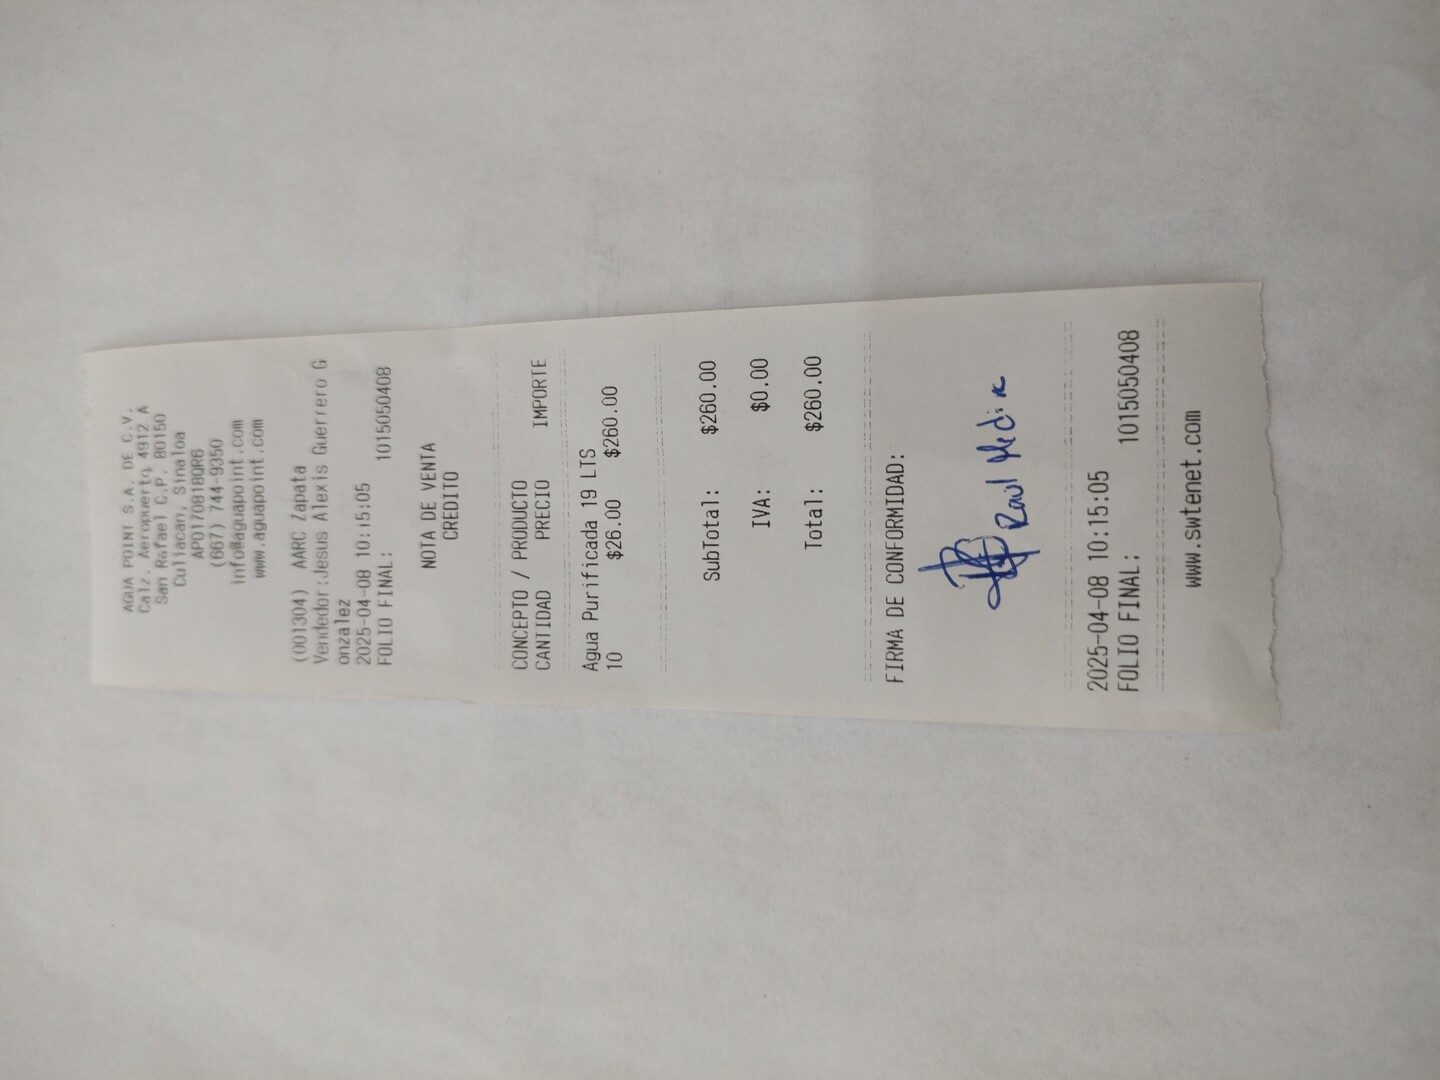 AGUA POINT S.A. DE C.V.
Calz. Aeropuerto 4912 A
San Rafael C.P. 80150
Culiacan, Sinaloa
APO170818QR6
(667) 744-9350
info@aguapoint.com
www.aguapoint.com
(001304) AARC Zapata
Vendedor:Jesus Alexis Guerrero G
onzalez
2025-04-08 10:15:05
FOLIO FINAL: 1015050408
NOTA DE VENTA
CREDITO
CONCEPTO / PRODUCTO
CANTIDAD PRECIO IMPORTE
Agua Purificada 19 LTS
10 $26.00 $260.00
SubTotal: $260.00
IVA: $0.00
Total: $260.00
FIRMA DE CONFORMIDAD:
Raul Medina
2025-04-08 10:15:05
FOLIO FINAL: 1015050408
www.swtenet.com